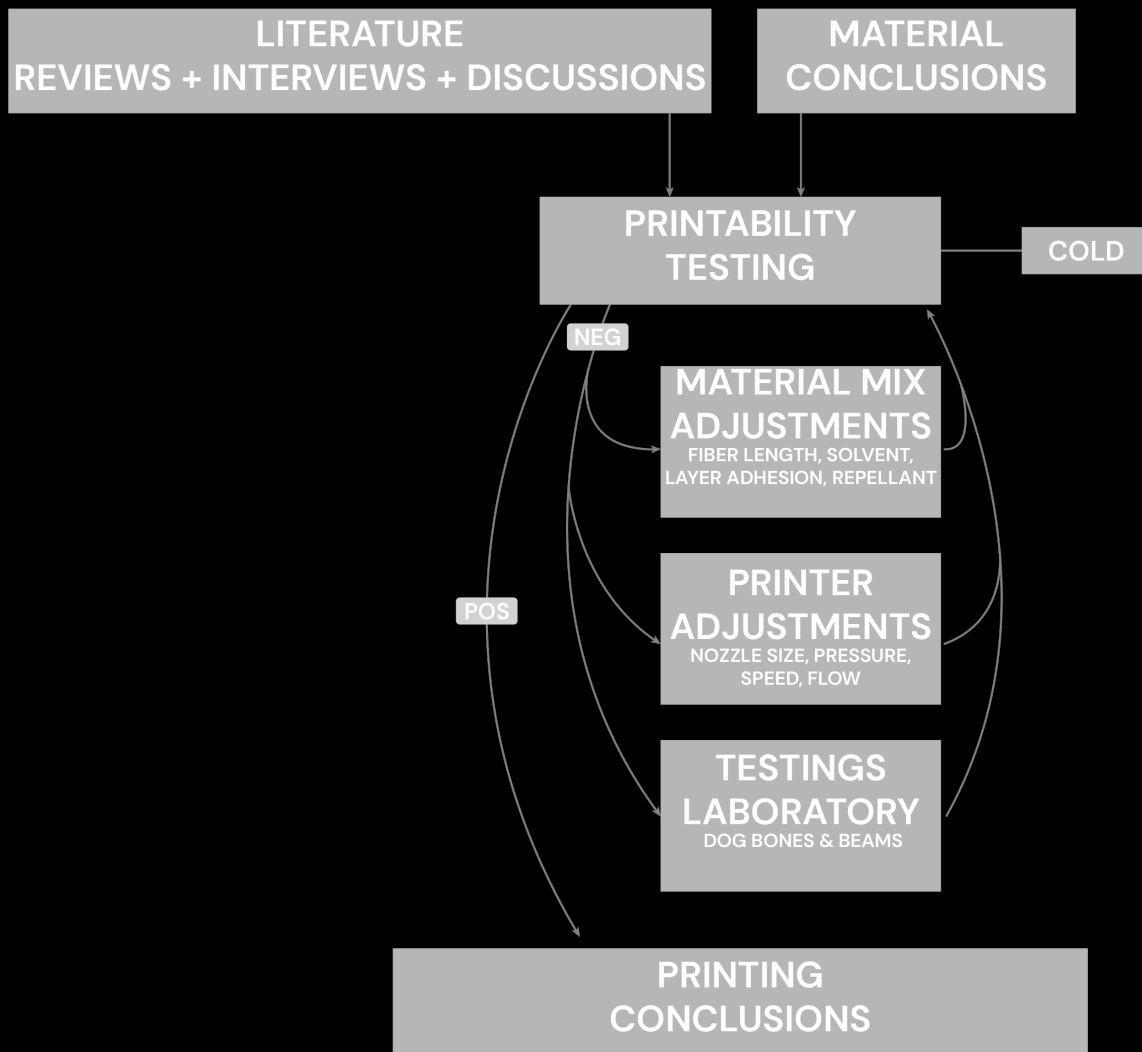 LITERATURE
REVIEWS + INTERVIEWS + DISCUSSIONS
MATERIAL
CONCLUSIONS
PRINTABILITY
TESTING
COLD
NEG
MATERIAL MIX
ADJUSTMENTS
FIBER LENGTH, SOLVENT,
LAYER ADHESION, REPELLANT
PRINTER
ADJUSTMENTS
NOZZLE SIZE, PRESSURE,
SPEED, FLOW
POS
TESTINGS
LABORATORY
DOG BONES & BEAMS
PRINTING
CONCLUSIONS